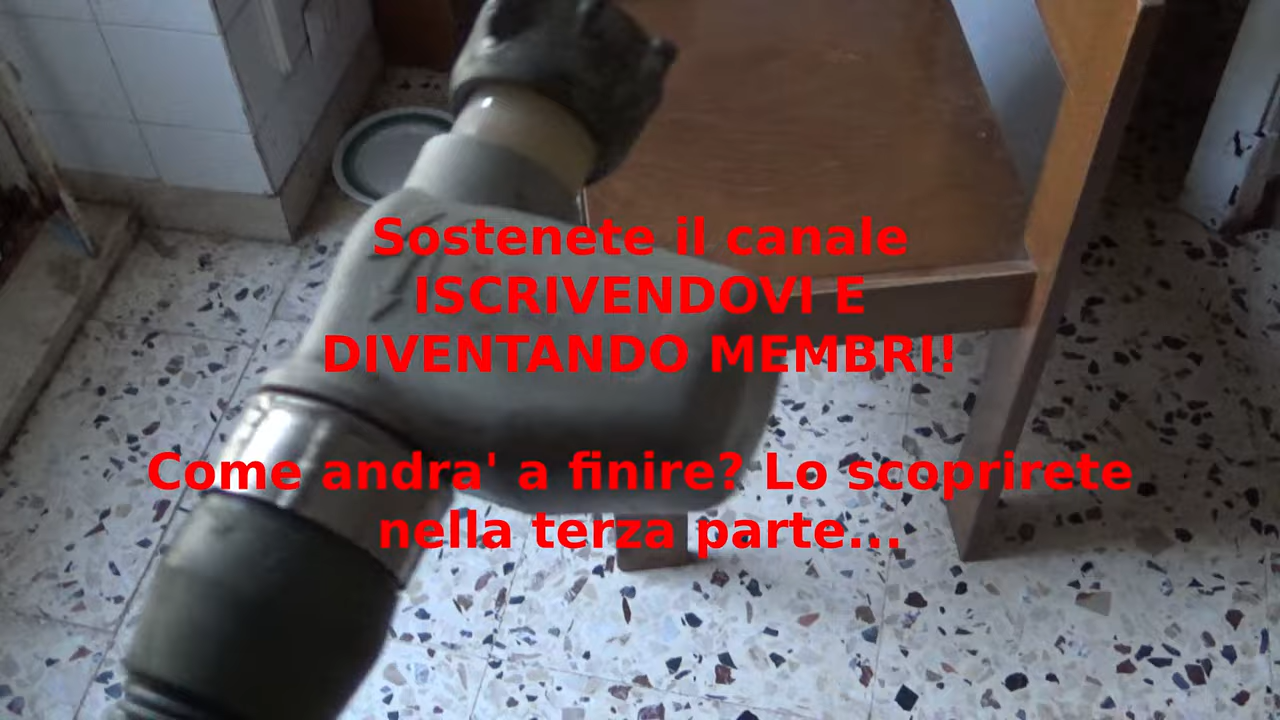 Sostenete il canale
ISCRIVENDOVI E
DIVENTANDO MEMBRI!
Come andra' a finire? Lo scoprirete
nella terza parte...